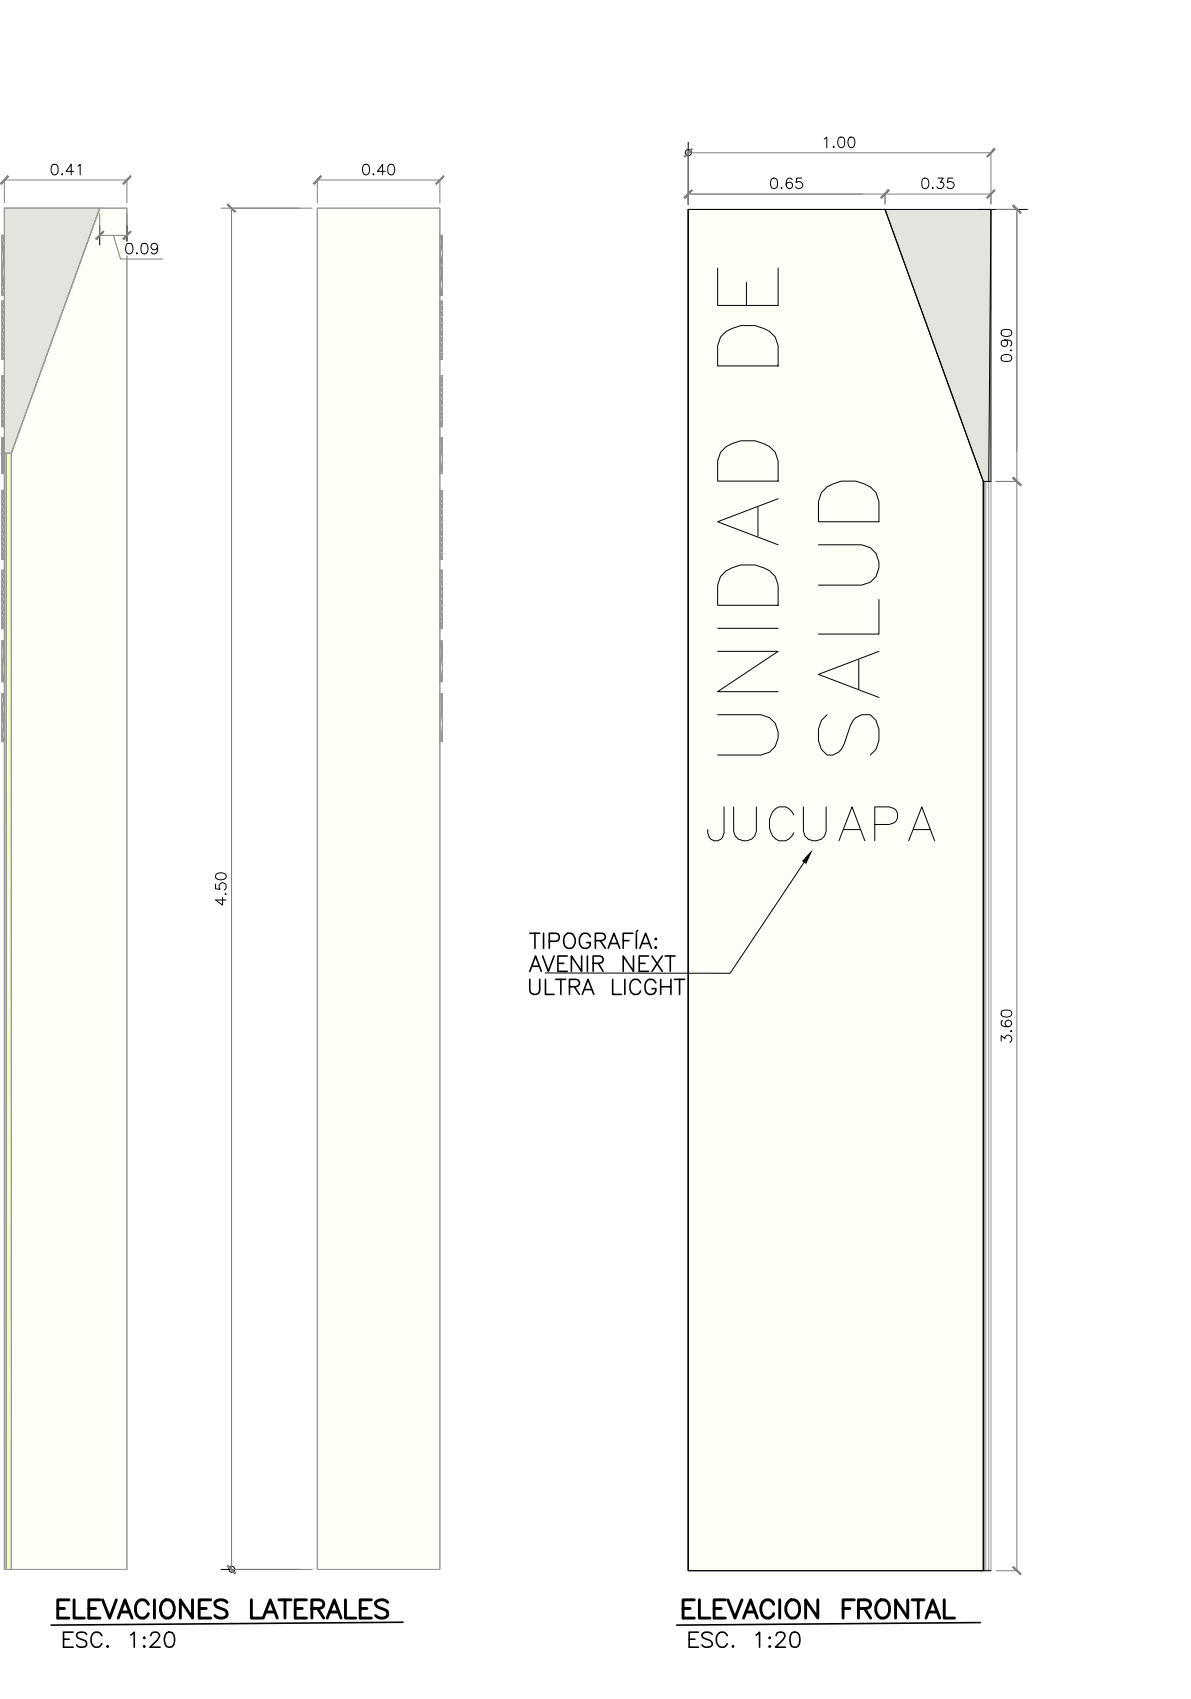 1.00
0.41
0.40
0.65
0.35
0.09
0.90
UNIDAD DE
SALUD
JUCUAPA
4.50
TIPOGRAFÍA:
AVENIR NEXT
ULTRA LICGHT
3.60
ELEVACIONES LATERALES
ESC. 1:20
ELEVACION FRONTAL
ESC. 1:20